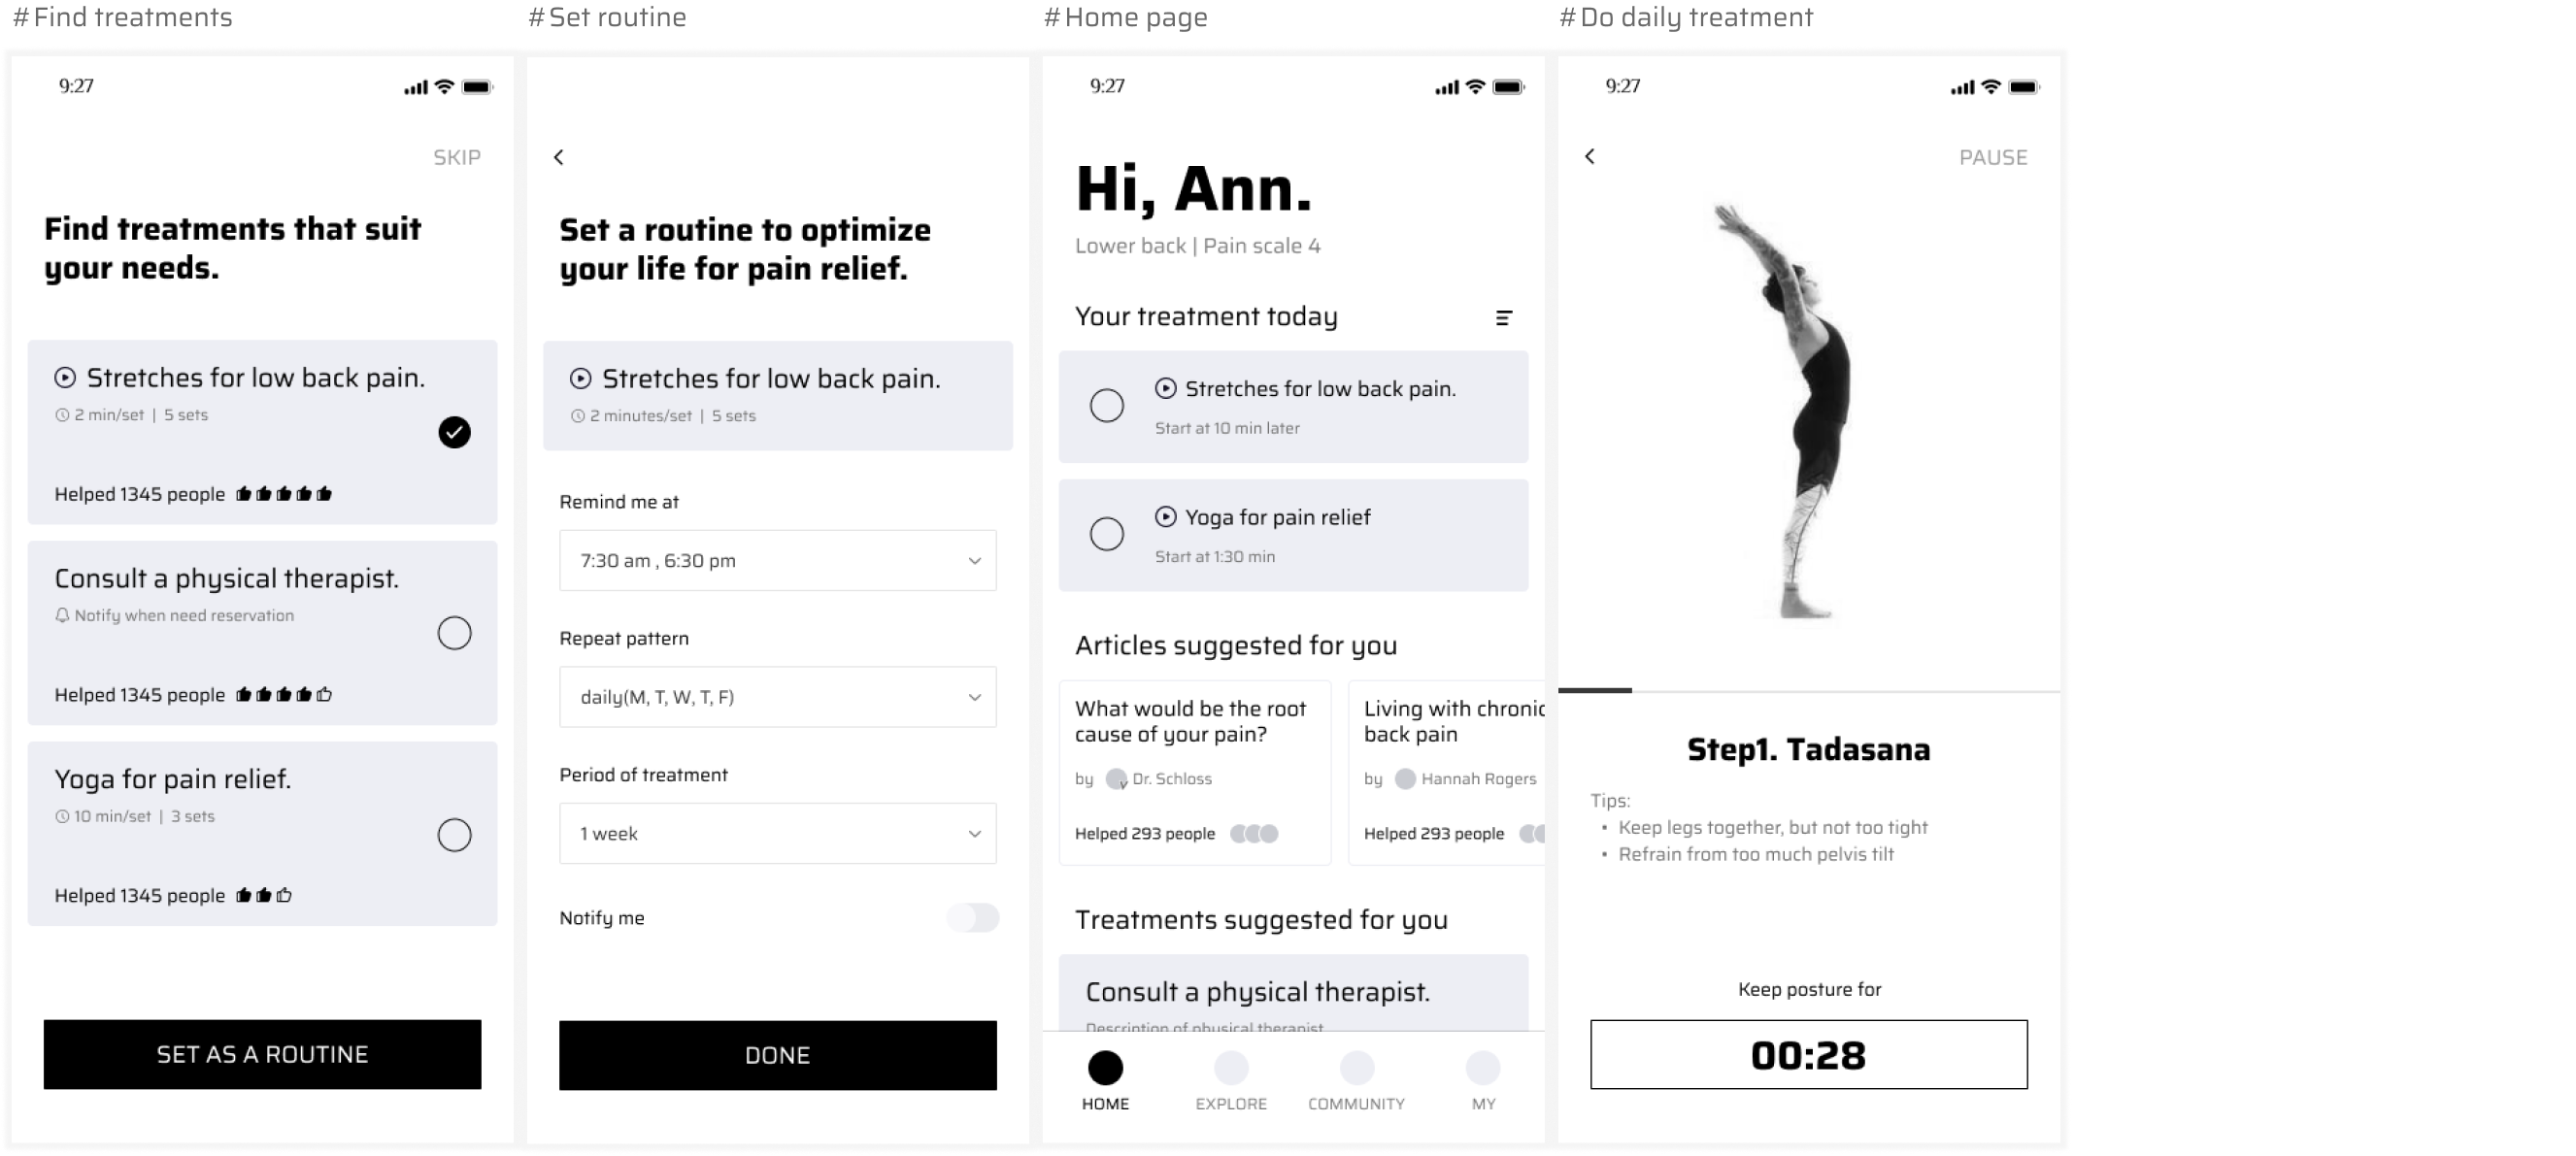 #Find treatments
9:27
SKIP
Find treatments that suit
your needs.
Stretches for low back pain.
2 min/set | 5 sets
Helped 1345 people
Consult a physical therapist.
Notify when need reservation
Helped 1345 people
Yoga for pain relief.
10 min/set | 3 sets
Helped 1345 people
SET AS A ROUTINE
#Set routine
Set a routine to optimize
your life for pain relief.
Stretches for low back pain.
2 minutes/set | 5 sets
Remind me at
7:30 am , 6:30 pm
Repeat pattern
daily(M, T, W, T, F)
Period of treatment
1 week
Notify me
DONE
#Home page
9:27
Hi, Ann.
Lower back | Pain scale 4
Your treatment today
Stretches for low back pain.
Start at 10 min later
Yoga for pain relief
Start at 1:30 min
Articles suggested for you
What would be the root
cause of your pain?
by Dr. Schloss
Helped 293 people
Living with chronic
back pain
by Hannah Rogers
Helped 293 people
Treatments suggested for you
Consult a physical therapist.
Description of physical therapist
HOME
EXPLORE
COMMUNITY
MY
#Do daily treatment
9:27
PAUSE
Step1. Tadasana
Tips:
• Keep legs together, but not too tight
• Refrain from too much pelvis tilt
Keep posture for
00:28